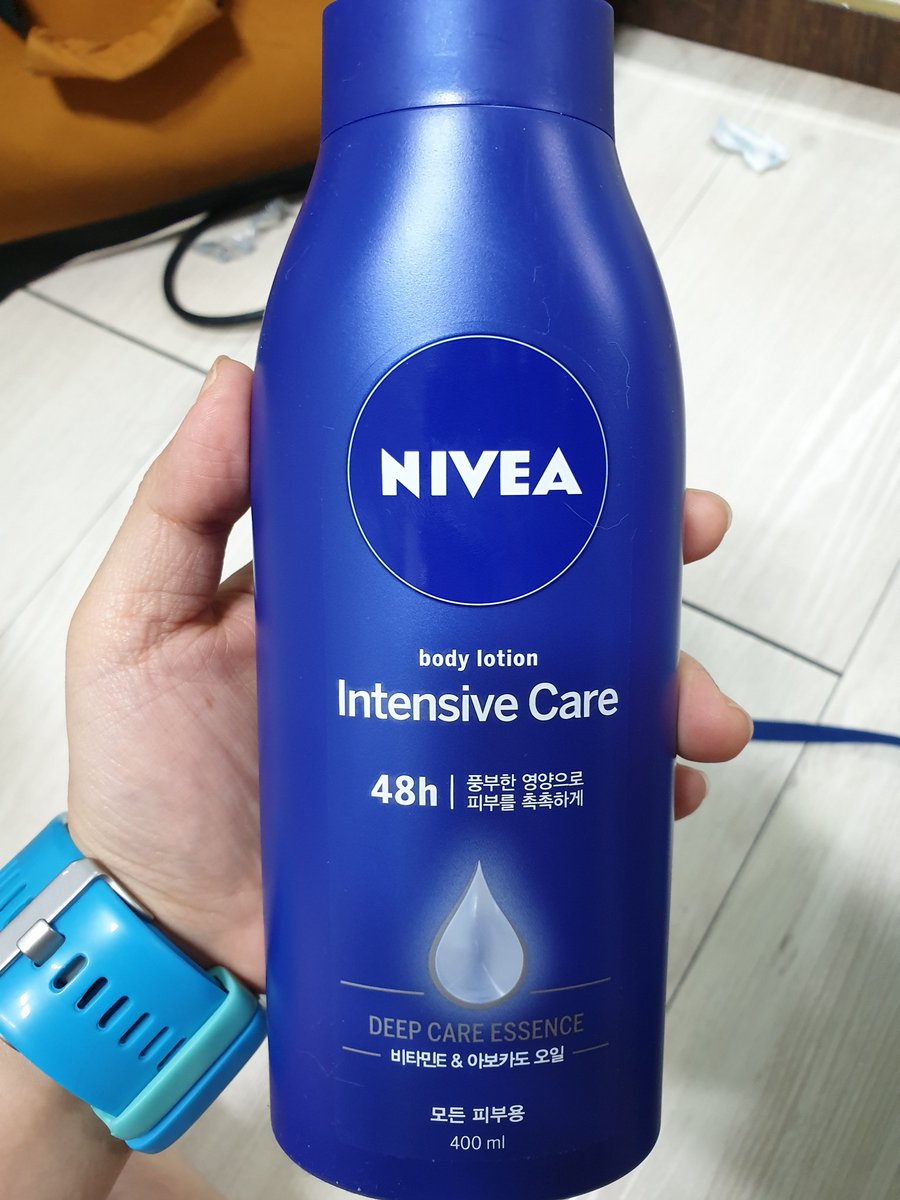 NIVEA
body lotion
Intensive Care
48h | 풍부한 영양으로
피부를 촉촉하게
DEEP CARE ESSENCE
비타민E & 아보카도 오일
모든 피부용
400 ml